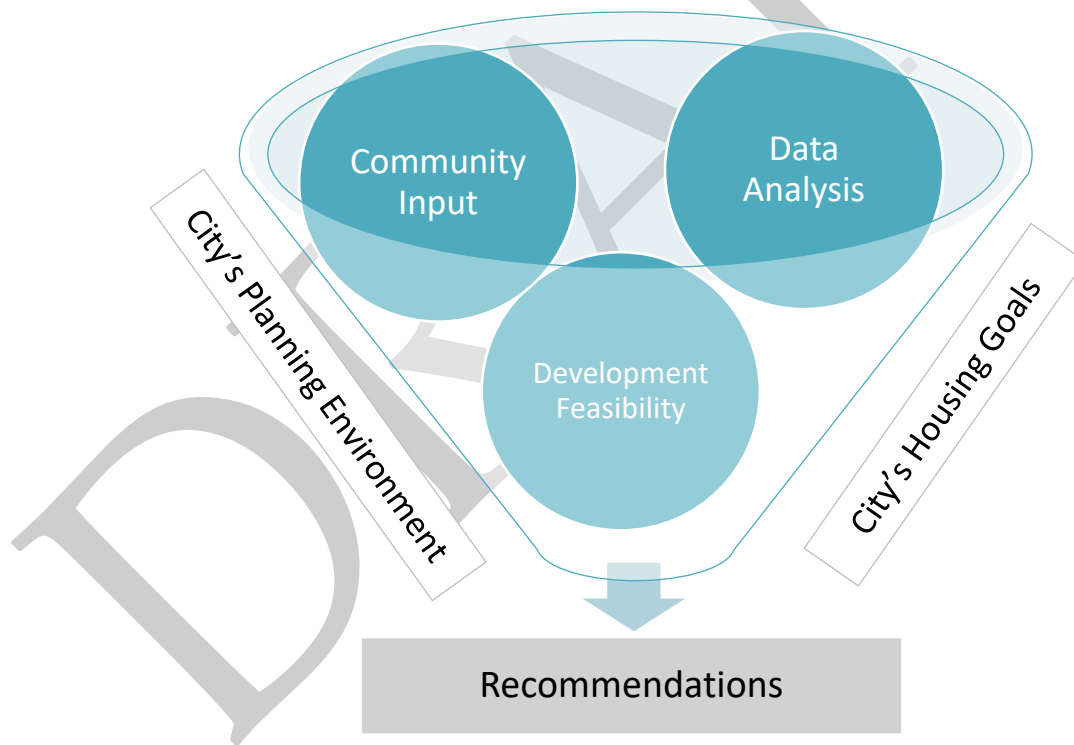 Community
Input
Data
Analysis
Development
Feasibility
City's Planning Environment
City's Housing Goals
Recommendations